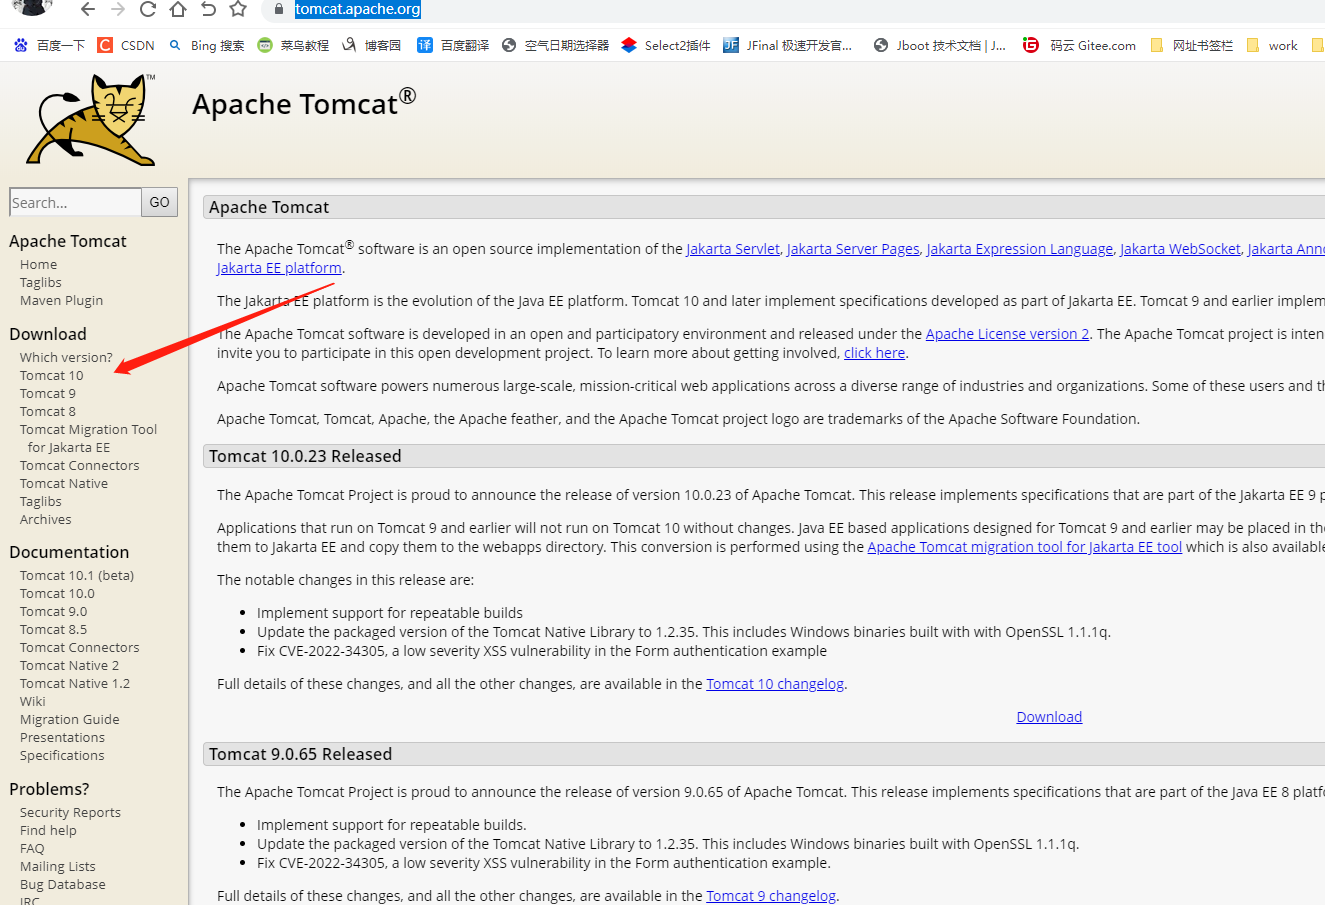 tomcat.apache.org
百度一下 CSDN Bing 搜索 菜鸟教程 博客园 百度翻译 空气日期选择器 Select2插件 JFinal 极速开发官... Jboot 技术文档 | J... 码云 Gitee.com 网址书签栏 work
TM
Apache Tomcat®
Search... GO
Apache Tomcat
Home
Taglibs
Maven Plugin
Download
Which version?
Tomcat 10
Tomcat 9
Tomcat 8
Tomcat Migration Tool
for Jakarta EE
Tomcat Connectors
Tomcat Native
Taglibs
Archives
Documentation
Tomcat 10.1 (beta)
Tomcat 10.0
Tomcat 9.0
Tomcat 8.5
Tomcat Connectors
Tomcat Native 2
Tomcat Native 1.2
Wiki
Migration Guide
Presentations
Specifications
Problems?
Security Reports
Find help
FAQ
Mailing Lists
Bug Database
IRC
Apache Tomcat
The Apache Tomcat® software is an open source implementation of the Jakarta Servlet, Jakarta Server Pages, Jakarta Expression Language, Jakarta WebSocket, Jakarta Anno
Jakarta EE platform.
The Jakarta EE platform is the evolution of the Java EE platform. Tomcat 10 and later implement specifications developed as part of Jakarta EE. Tomcat 9 and earlier implem
The Apache Tomcat software is developed in an open and participatory environment and released under the Apache License version 2. The Apache Tomcat project is inten
invite you to participate in this open development project. To learn more about getting involved, click here.
Apache Tomcat software powers numerous large-scale, mission-critical web applications across a diverse range of industries and organizations. Some of these users and th
Apache Tomcat, Tomcat, Apache, the Apache feather, and the Apache Tomcat project logo are trademarks of the Apache Software Foundation.
Tomcat 10.0.23 Released
The Apache Tomcat Project is proud to announce the release of version 10.0.23 of Apache Tomcat. This release implements specifications that are part of the Jakarta EE 9 p
Applications that run on Tomcat 9 and earlier will not run on Tomcat 10 without changes. Java EE based applications designed for Tomcat 9 and earlier may be placed in the
them to Jakarta EE and copy them to the webapps directory. This conversion is performed using the Apache Tomcat migration tool for Jakarta EE tool which is also available
The notable changes in this release are:
• Implement support for repeatable builds
• Update the packaged version of the Tomcat Native Library to 1.2.35. This includes Windows binaries built with with OpenSSL 1.1.1q.
• Fix CVE-2022-34305, a low severity XSS vulnerability in the Form authentication example
Full details of these changes, and all the other changes, are available in the Tomcat 10 changelog.
Download
Tomcat 9.0.65 Released
The Apache Tomcat Project is proud to announce the release of version 9.0.65 of Apache Tomcat. This release implements specifications that are part of the Java EE 8 platf
• Implement support for repeatable builds.
• Update the packaged version of the Tomcat Native Library to 1.2.35. This includes Windows binaries built with OpenSSL 1.1.1q.
• Fix CVE-2022-34305, a low severity XSS vulnerability in the Form authentication example.
Full details of these changes, and all the other changes, are available in the Tomcat 9 changelog.